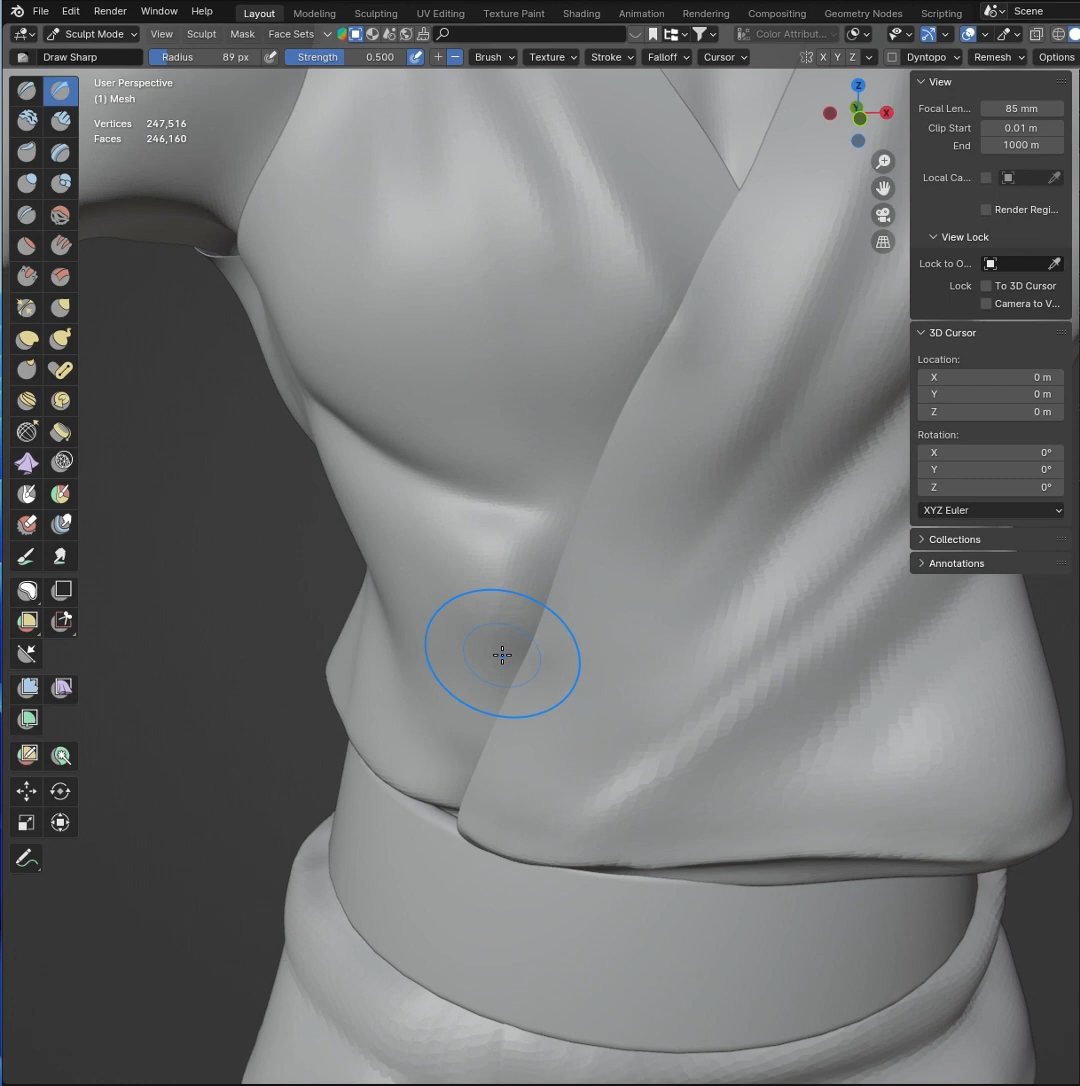 File Edit Render Window Help Layout Modeling Sculpting UV Editing Texture Paint Shading Animation Rendering Compositing Geometry Nodes Scripting Scene
Sculpt Mode View Sculpt Mask Face Sets Color Attribut...
Draw Sharp Radius 89 px Strength 0.500 Brush Texture Stroke Falloff Cursor X Y Z Dyntopo Remesh Options
User Perspective
(1) Mesh
Vertices 247,516
Faces 246,160
Z
Y
X
View
Focal Len... 85 mm
Clip Start 0.01 m
End 1000 m
Local Ca...
Render Regi...
View Lock
Lock to O...
Lock To 3D Cursor
Camera to V...
3D Cursor
Location:
X 0 m
Y 0 m
Z 0 m
Rotation:
X 0°
Y 0°
Z 0°
XYZ Euler
Collections
Annotations